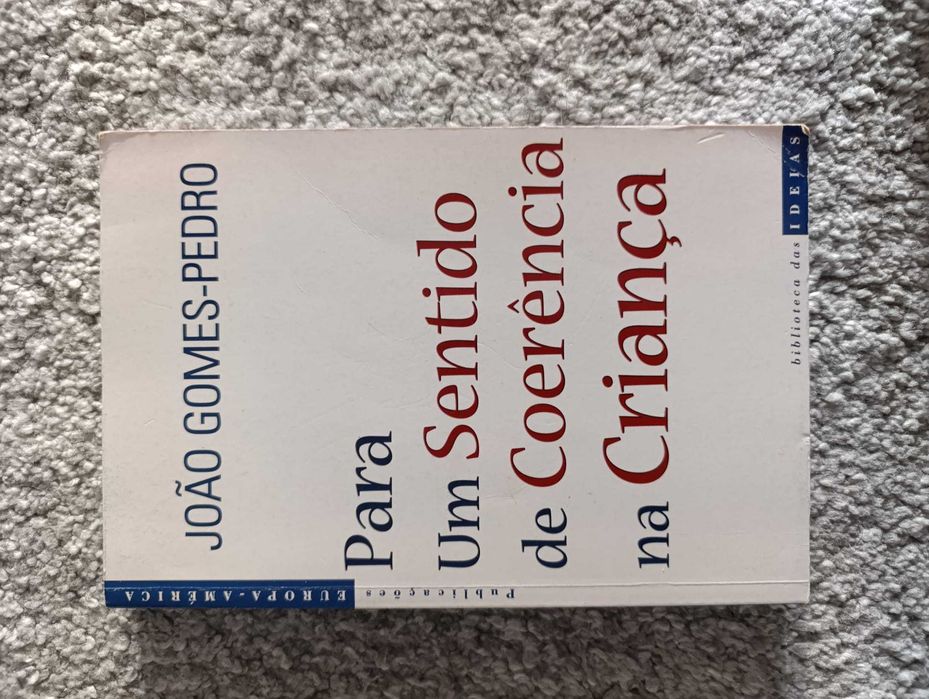 JOÃO GOMES-PEDRO
Para
Um Sentido
de Coerência
na Criança
biblioteca das IDEIAS
Publicações
EUROPA-AMÉRICA